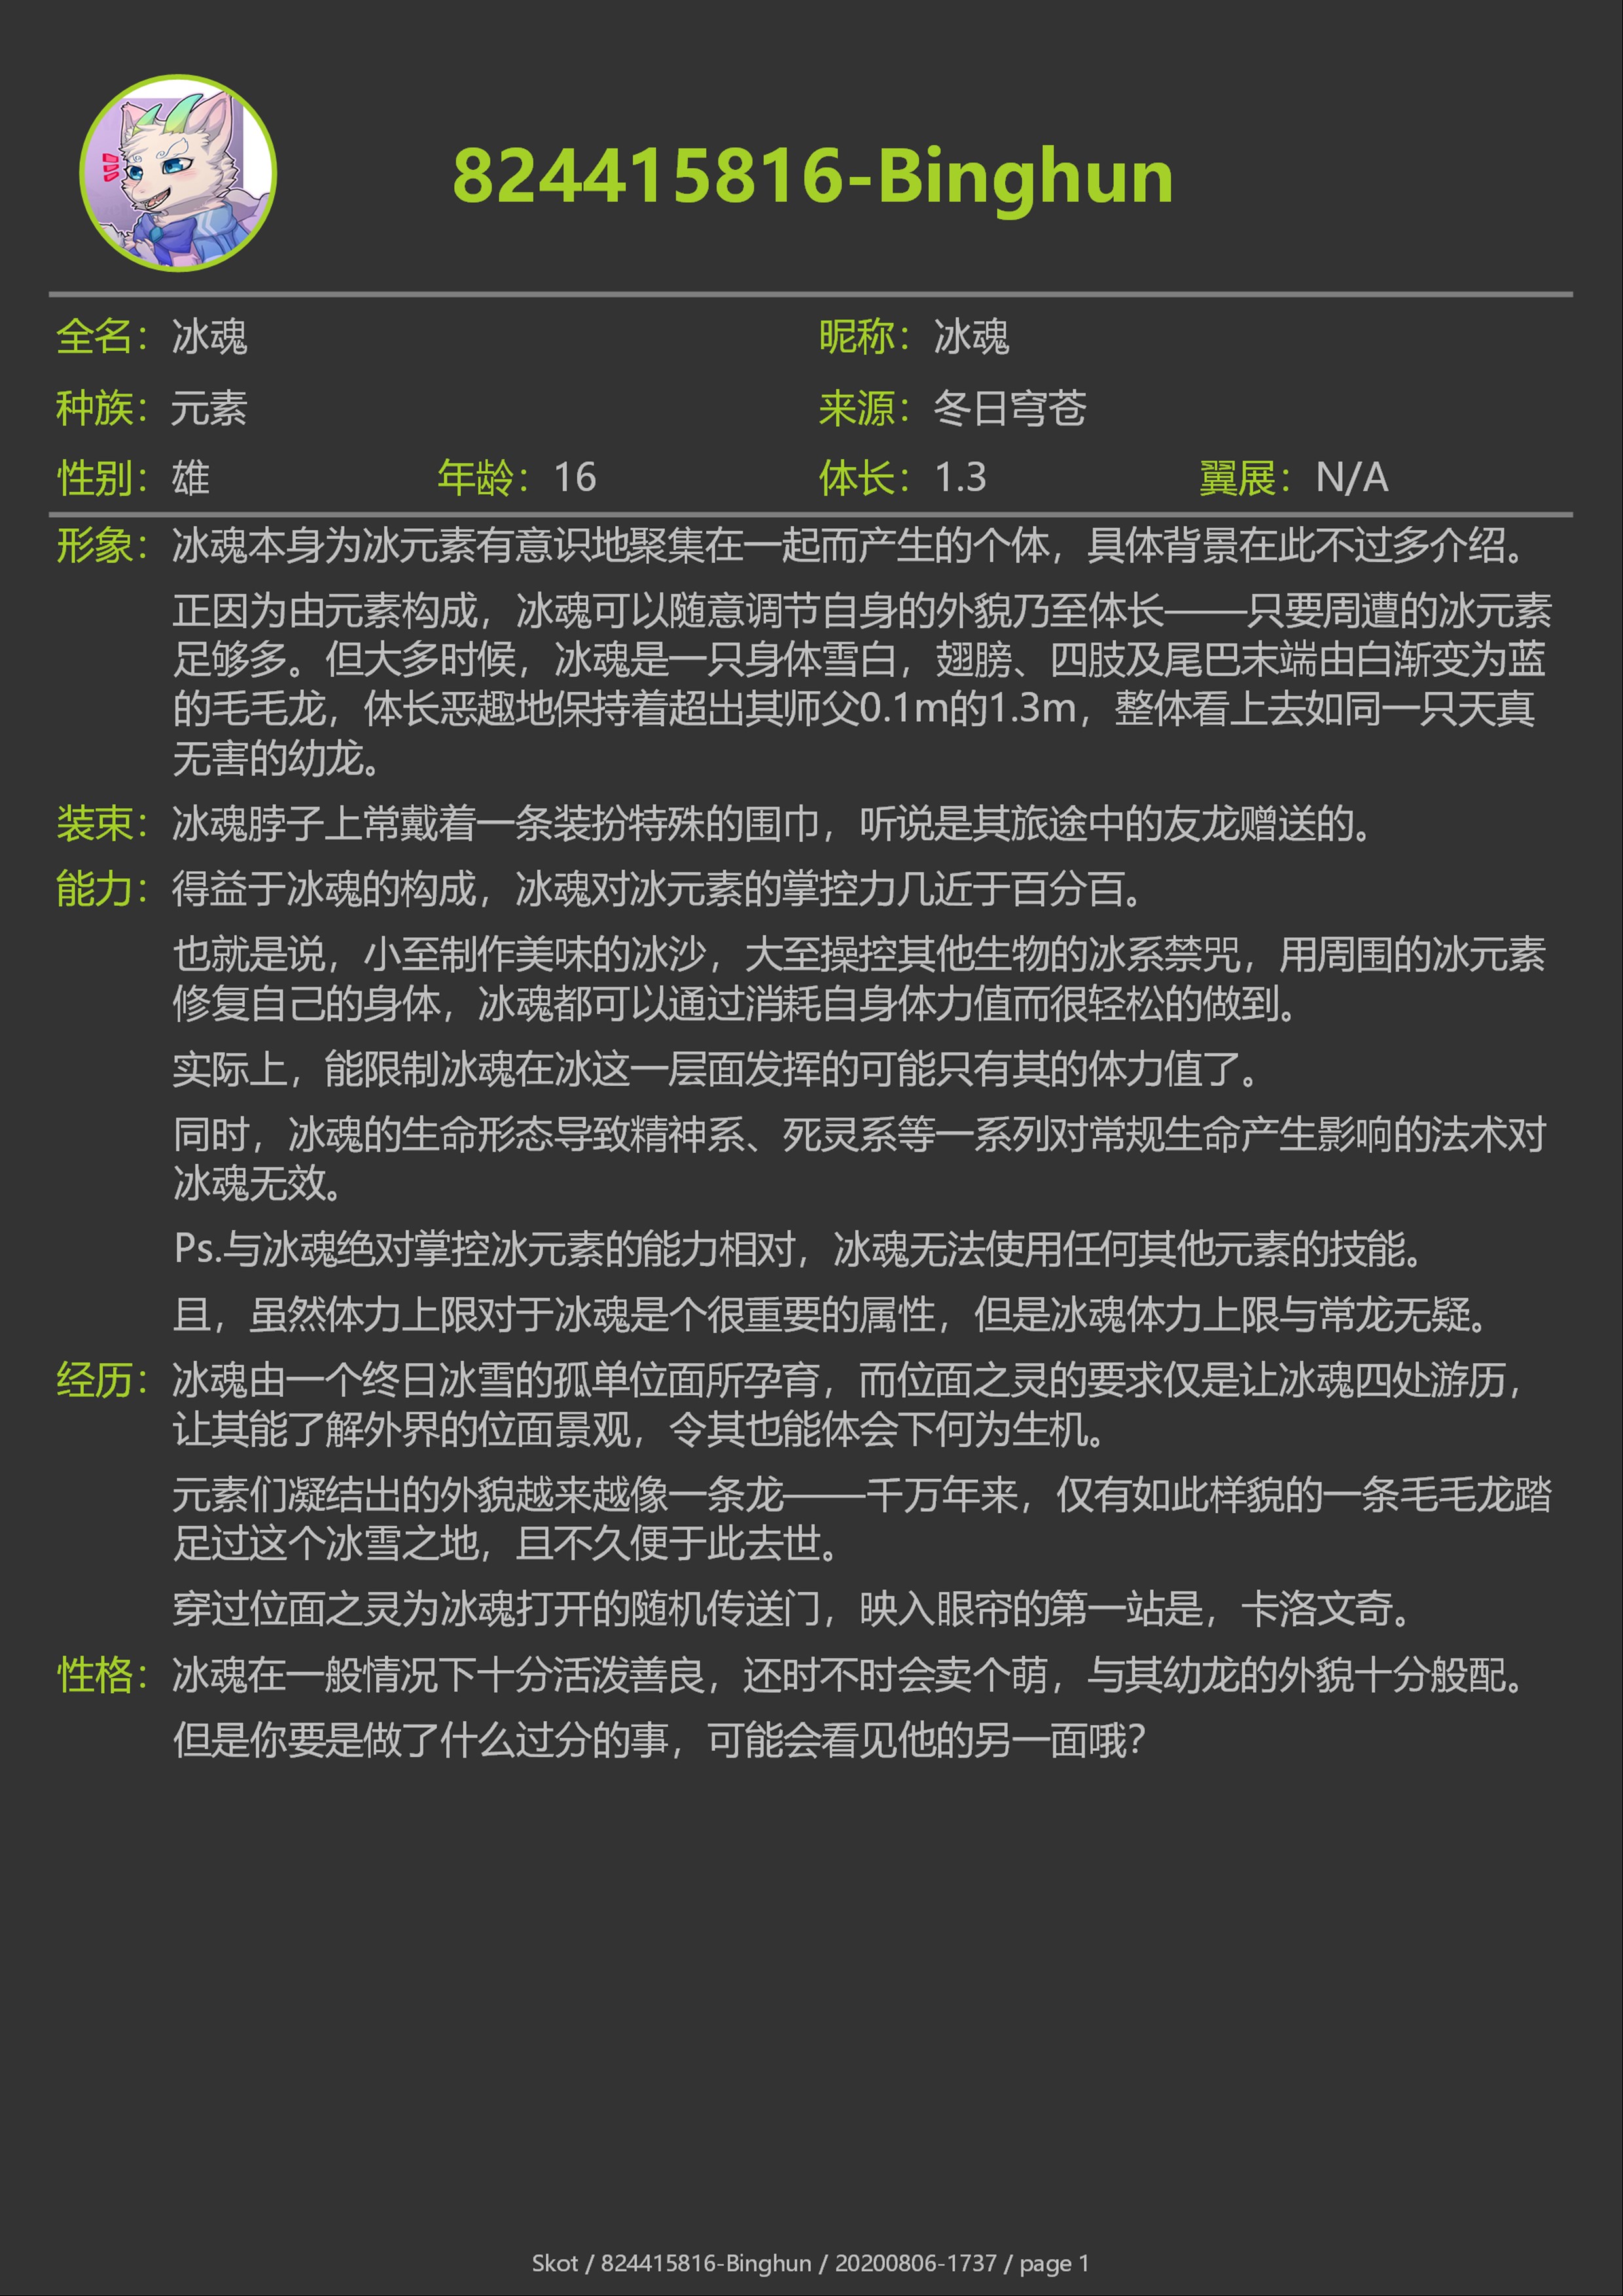 824415816-Binghun
全名：冰魂 昵称：冰魂
种族：元素 来源：冬日穹苍
性别：雄 年龄：16 体长：1.3 翼展：N/A
形象：冰魂本身为冰元素有意识地聚集在一起而产生的个体，具体背景在此不过多介绍。
正因为由元素构成，冰魂可以随意调节自身的外貌乃至体长——只要周遭的冰元素
足够多。但大多时候，冰魂是一只身体雪白，翅膀、四肢及尾巴末端由白渐变为蓝
的毛毛龙，体长恶趣地保持着超出其师父0.1m的1.3m，整体看上去如同一只天真
无害的幼龙。
装束：冰魂脖子上常戴着一条装扮特殊的围巾，听说是其旅途中的友龙赠送的。
能力：得益于冰魂的构成，冰魂对冰元素的掌控力几近于百分百。
也就是说，小至制作美味的冰沙，大至操控其他生物的冰系禁咒，用周围的冰元素
修复自己的身体，冰魂都可以通过消耗自身体力值而很轻松的做到。
实际上，能限制冰魂在冰这一层面发挥的可能只有其的体力值了。
同时，冰魂的生命形态导致精神系、死灵系等一系列对常规生命产生影响的法术对
冰魂无效。
Ps.与冰魂绝对掌控冰元素的能力相对，冰魂无法使用任何其他元素的技能。
且，虽然体力上限对于冰魂是个很重要的属性，但是冰魂体力上限与常龙无疑。
经历：冰魂由一个终日冰雪的孤单位面所孕育，而位面之灵的要求仅是让冰魂四处游历，
让其能了解外界的位面景观，令其也能体会下何为生机。
元素们凝结出的外貌越来越像一条龙——千万年来，仅有如此样貌的一条毛毛龙踏
足过这个冰雪之地，且不久便于此去世。
穿过位面之灵为冰魂打开的随机传送门，映入眼帘的第一站是，卡洛文奇。
性格：冰魂在一般情况下十分活泼善良，还时不时会卖个萌，与其幼龙的外貌十分般配。
但是你要是做了什么过分的事，可能会看见他的另一面哦？
Skot / 824415816-Binghun / 20200806-1737 / page 1